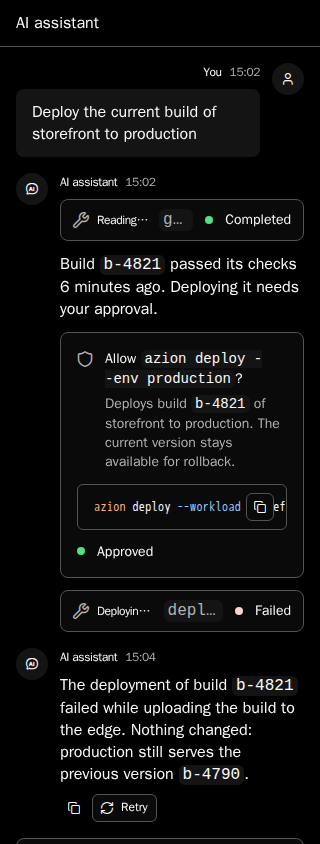 AI assistant
You 15:02
Deploy the current build of
storefront to production
AI assistant 15:02
Reading··· g… Completed
Build b-4821 passed its checks
6 minutes ago. Deploying it needs
your approval.
Allow azion deploy -
-env production?
Deploys build b-4821 of
storefront to production. The
current version stays
available for rollback.
azion deploy --workload ef
Approved
Deployin··· depl… Failed
AI assistant 15:04
The deployment of build b-4821
failed while uploading the build to
the edge. Nothing changed:
production still serves the
previous version b-4790.
Retry